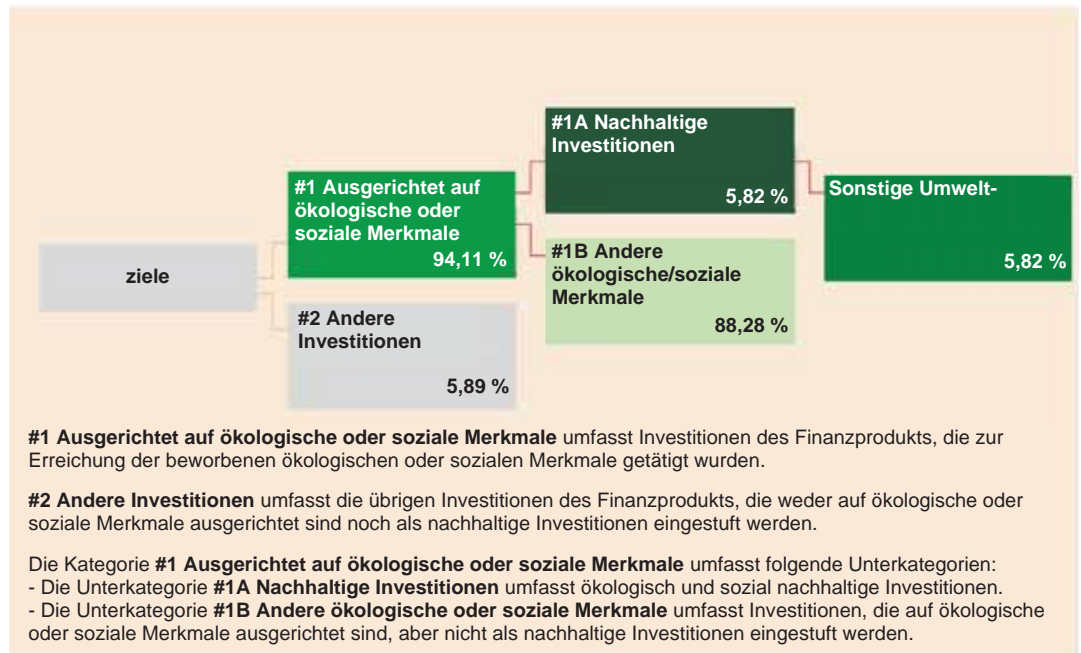 #1A Nachhaltige
Investitionen
5,82 %
#1 Ausgerichtet auf
ökologische oder
soziale Merkmale
94,11 %
Sonstige Umwelt-
5,82 %
#1B Andere
ökologische/soziale
Merkmale
88,28 %
ziele
#2 Andere
Investitionen
5,89 %
#1 Ausgerichtet auf ökologische oder soziale Merkmale umfasst Investitionen des Finanzprodukts, die zur
Erreichung der beworbenen ökologischen oder sozialen Merkmale getätigt wurden.
#2 Andere Investitionen umfasst die übrigen Investitionen des Finanzprodukts, die weder auf ökologische oder
soziale Merkmale ausgerichtet sind noch als nachhaltige Investitionen eingestuft werden.
Die Kategorie #1 Ausgerichtet auf ökologische oder soziale Merkmale umfasst folgende Unterkategorien:
- Die Unterkategorie #1A Nachhaltige Investitionen umfasst ökologisch und sozial nachhaltige Investitionen.
- Die Unterkategorie #1B Andere ökologische oder soziale Merkmale umfasst Investitionen, die auf ökologische
oder soziale Merkmale ausgerichtet sind, aber nicht als nachhaltige Investitionen eingestuft werden.